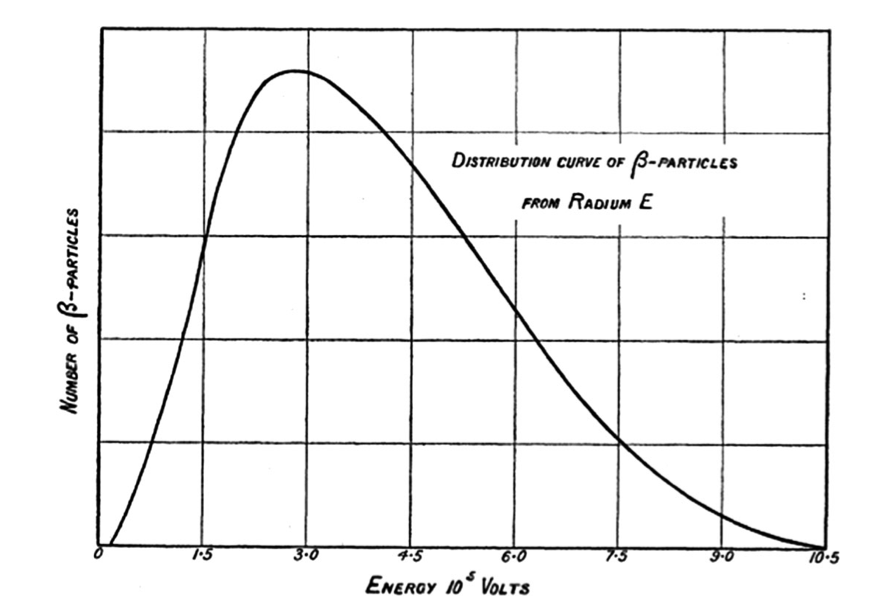 DISTRIBUTION CURVE OF β-PARTICLES
FROM RADIUM E
NUMBER OF β-PARTICLES
0 1·5 3·0 4·5 6·0 7·5 9·0 10·5
ENERGY 10⁵ VOLTS